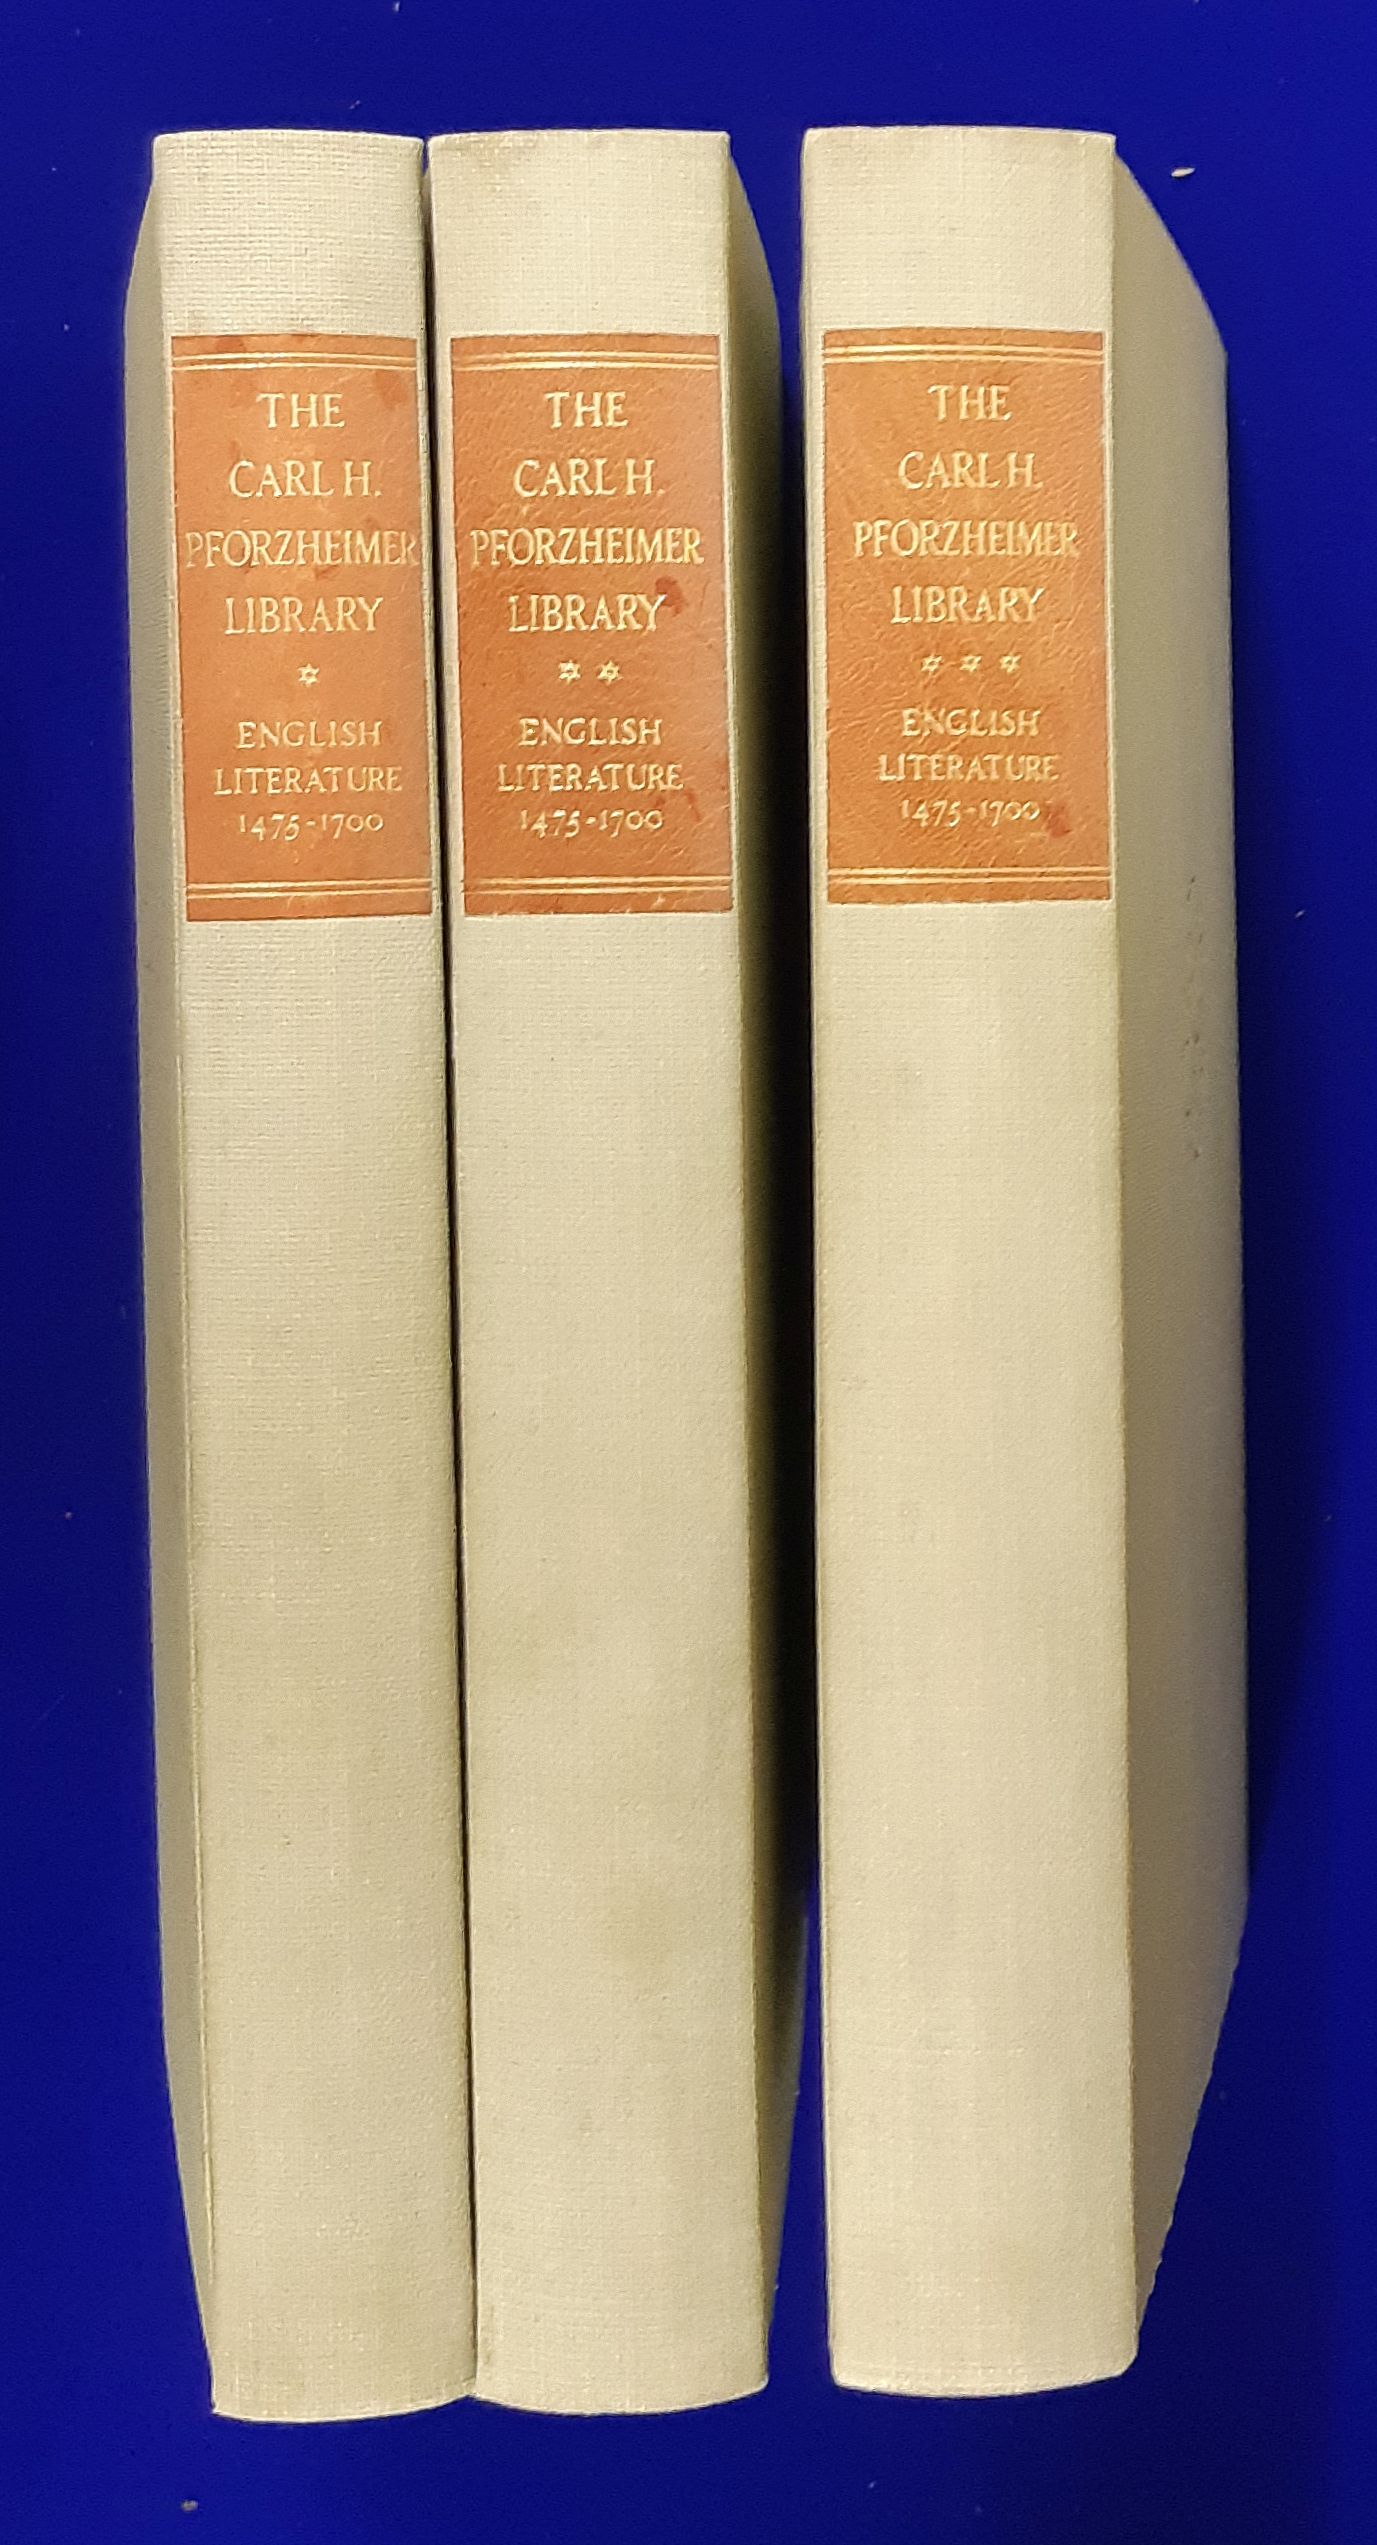 THE
CARL H.
PFORZHEIMER
LIBRARY
✡
ENGLISH
LITERATURE
1475-1700
THE
CARL H.
PFORZHEIMER
LIBRARY
✡ ✡
ENGLISH
LITERATURE
1475-1700
THE
CARL H.
PFORZHEIMER
LIBRARY
✡ ✡ ✡
ENGLISH
LITERATURE
1475-1700